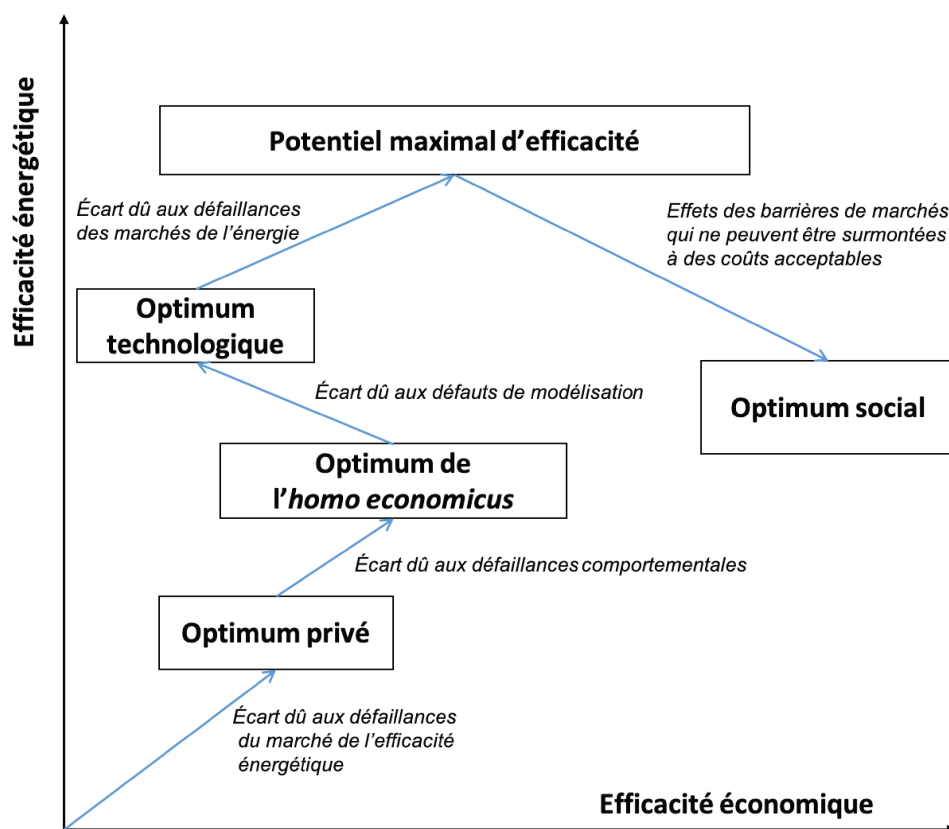 Efficacité énergétique
Potentiel maximal d'efficacité
Écart dû aux défaillances
des marchés de l'énergie
Effets des barrières de marchés
qui ne peuvent être surmontées
à des coûts acceptables
Optimum
technologique
Écart dû aux défauts de modélisation
Optimum social
Optimum de
l'homo economicus
Écart dû aux défaillances comportementales
Optimum privé
Écart dû aux défaillances
du marché de l'efficacité
énergétique
Efficacité économique